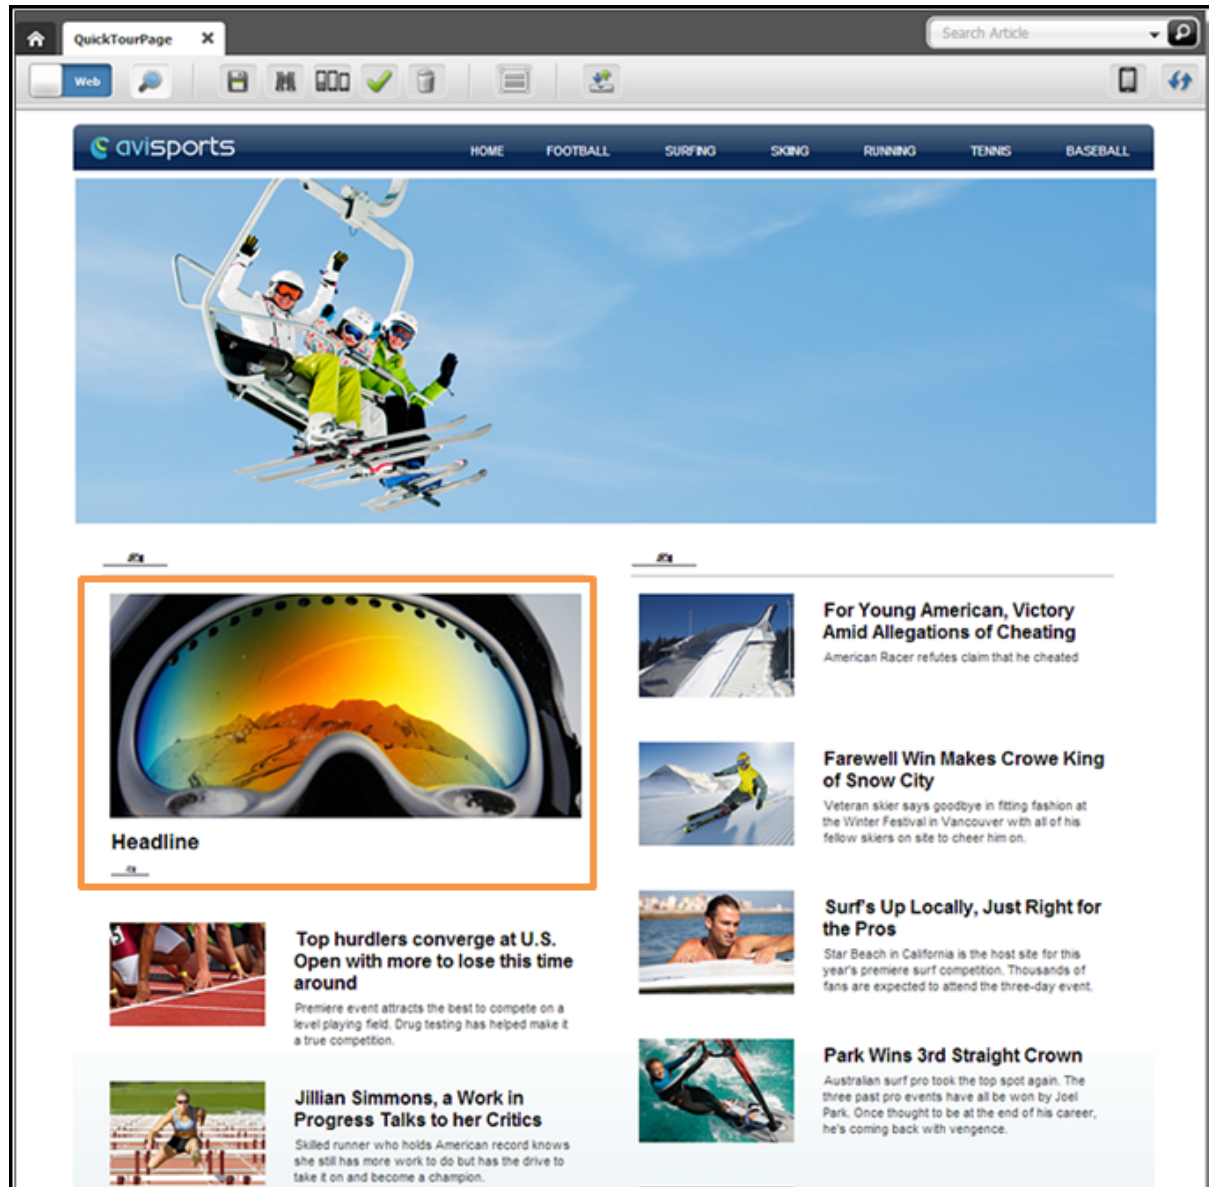 QuickTourPage
Search Article
Web
avisports
HOME FOOTBALL SURFING SKIING RUNNING TENNIS BASEBALL
Headline
Top hurdlers converge at U.S.
Open with more to lose this time
around
Premiere event attracts the best to compete on a
level playing field. Drug testing has helped make it
a true competition.
Jillian Simmons, a Work in
Progress Talks to her Critics
Skilled runner who holds American record knows
she still has more work to do but has the drive to
take it on and become a champion.
For Young American, Victory
Amid Allegations of Cheating
American Racer refutes claim that he cheated
Farewell Win Makes Crowe King
of Snow City
Veteran skier says goodbye in fitting fashion at
the Winter Festival in Vancouver with all of his
fellow skiers on site to cheer him on.
Surf's Up Locally, Just Right for
the Pros
Star Beach in California is the host site for this
year's premiere surf competition. Thousands of
fans are expected to attend the three-day event.
Park Wins 3rd Straight Crown
Australian surf pro took the top spot again. The
three past pro events have all be won by Joel
Park. Once thought to be at the end of his career,
he's coming back with vengence.